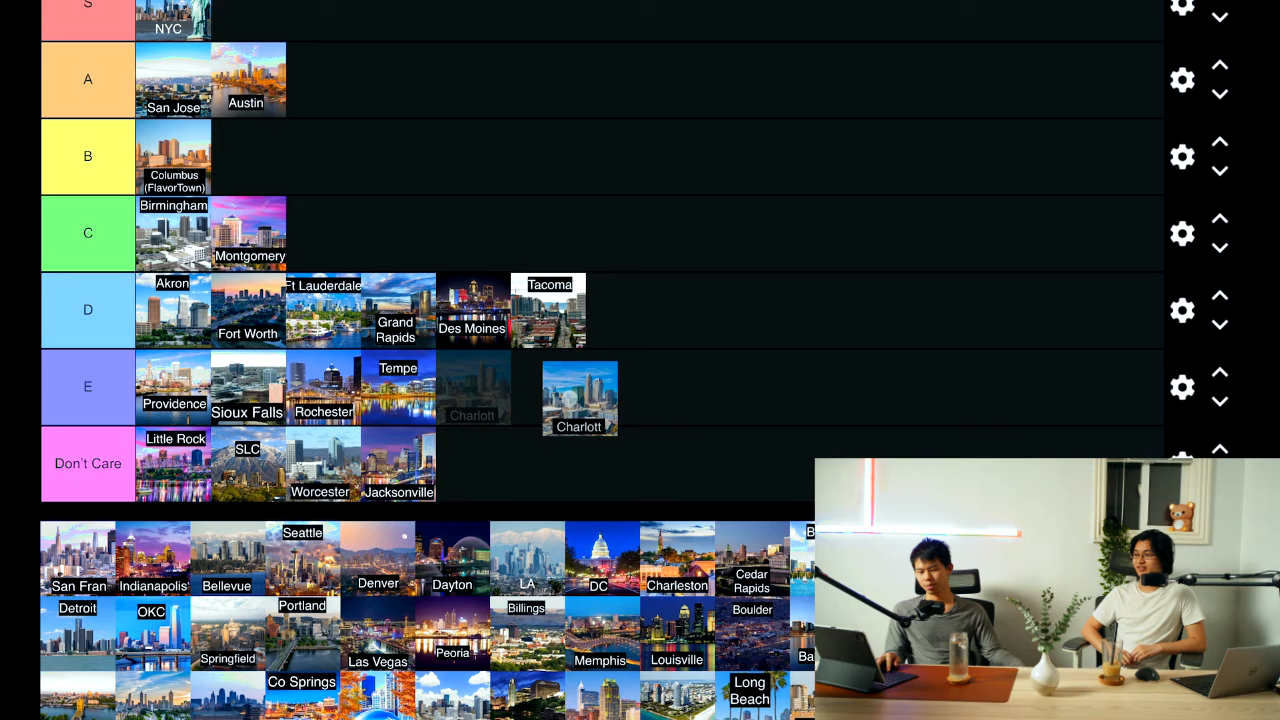 S
NYC
A
San Jose
Austin
B
Columbus
(FlavorTown)
C
Birmingham
Montgomery
D
Akron
Fort Worth
Ft Lauderdale
Grand
Rapids
Des Moines
Tacoma
E
Providence
Sioux Falls
Rochester
Tempe
Charlott
Charlott
Don't Care
Little Rock
SLC
Worcester
Jacksonville
San Fran
Indianapolis
Bellevue
Seattle
Denver
Dayton
LA
DC
Charleston
Cedar
Rapids
Detroit
OKC
Springfield
Portland
Las Vegas
Peoria
Billings
Memphis
Louisville
Boulder
Co Springs
Long
Beach